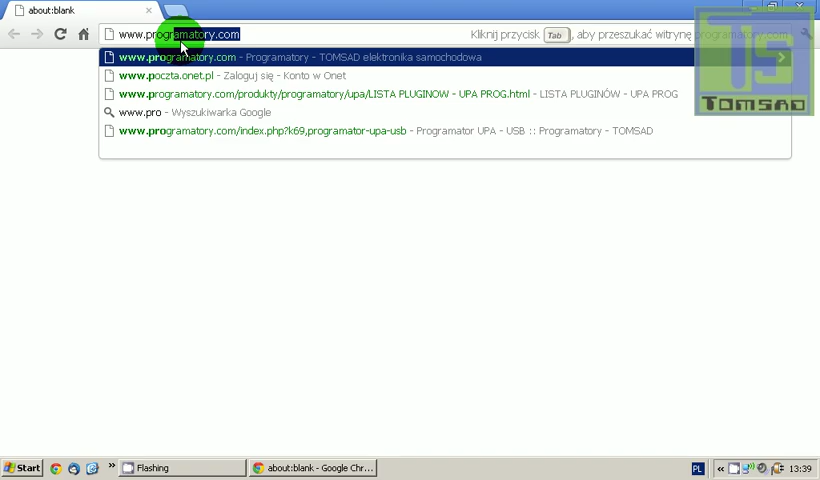 about:blank
www.programatory.com
Kliknij przycisk Tab, aby przeszukać witrynę programatory.com
www.programatory.com - Programatory - TOMSAD elektronika samochodowa
www.poczta.onet.pl - Zaloguj się - Konto w Onet
www.programatory.com/produkty/programatory/upa/LISTA PLUGINÓW - UPA PROG.html - LISTA PLUGINÓW - UPA PROG
www.pro - Wyszukiwarka Google
www.programatory.com/index.php?k69,programator-upa-usb - Programator UPA - USB :: Programatory - TOMSAD
TS
TOMSAD
Start
Flashing
about:blank - Google Chr...
PL
13:39